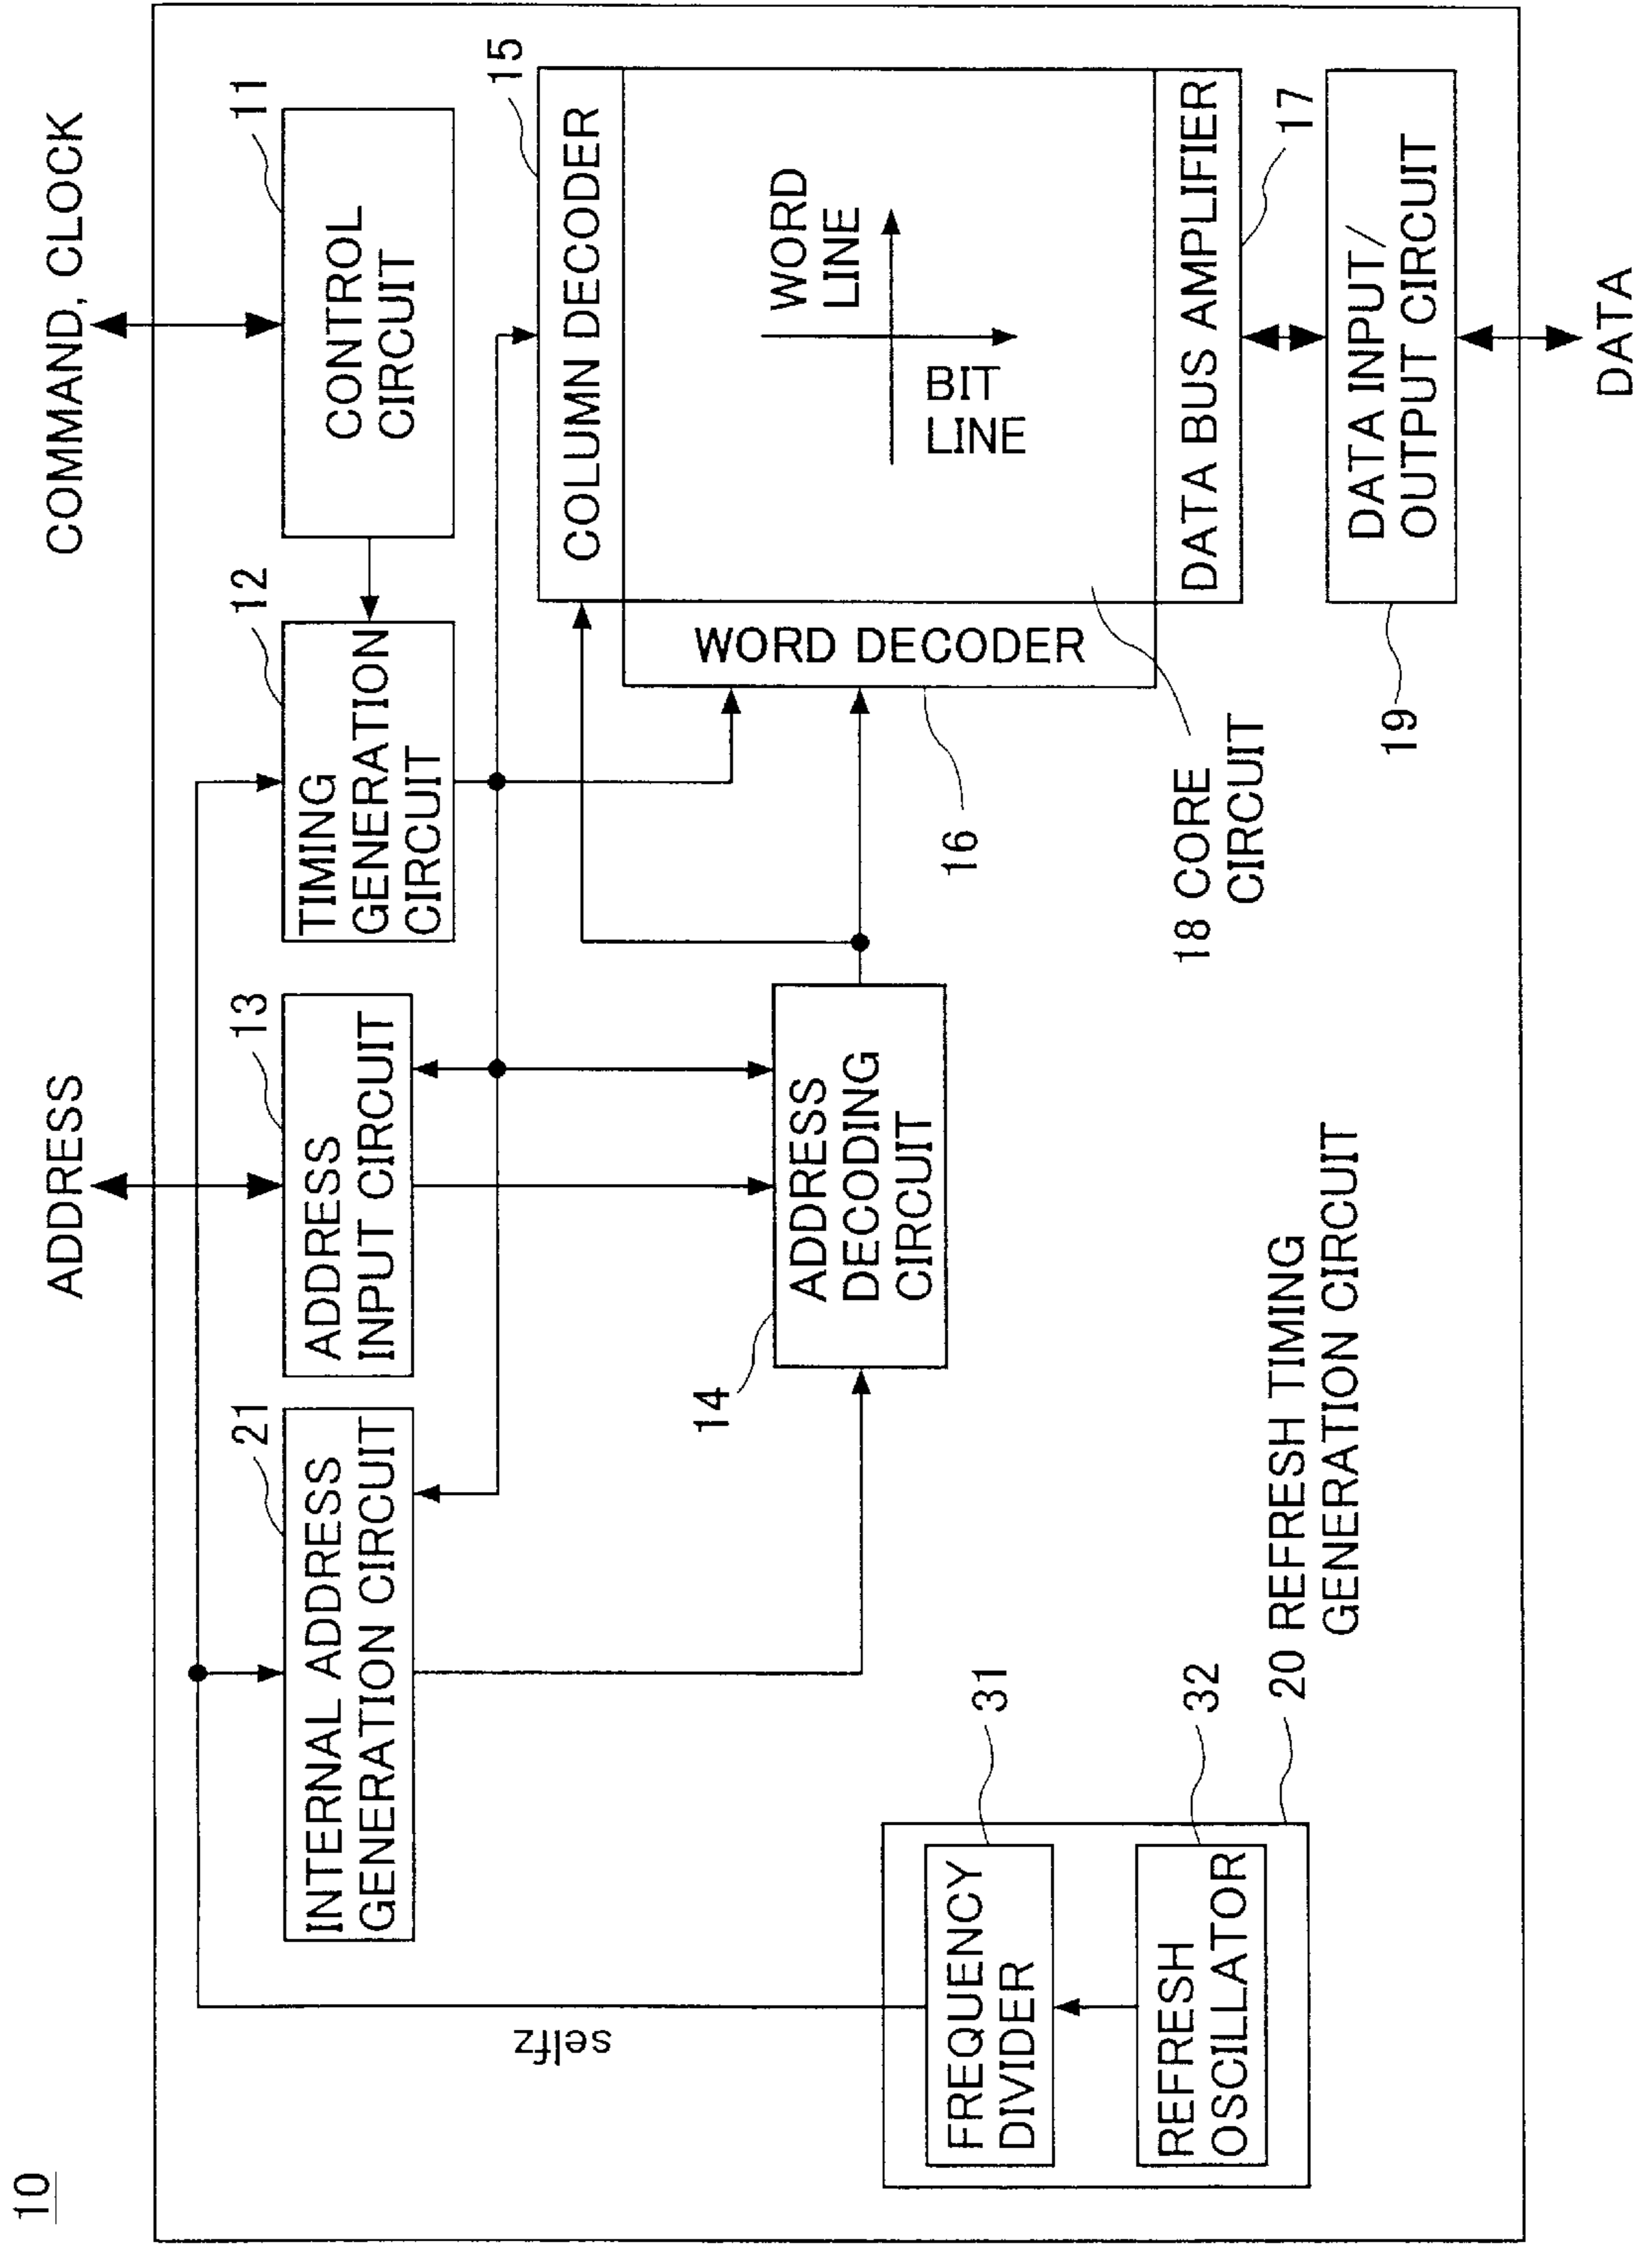 10
COMMAND, CLOCK
ADDRESS
11
CONTROL
CIRCUIT
12
TIMING
GENERATION
CIRCUIT
13
ADDRESS
INPUT CIRCUIT
21
INTERNAL ADDRESS
GENERATION CIRCUIT
15
COLUMN DECODER
WORD
LINE
BIT
LINE
WORD DECODER
16
DATA BUS AMPLIFIER
17
18 CORE
CIRCUIT
DATA INPUT/
OUTPUT CIRCUIT
19
DATA
14
ADDRESS
DECODING
CIRCUIT
selfz
FREQUENCY
DIVIDER
31
REFRESH
OSCILLATOR
32
20 REFRESH TIMING
GENERATION CIRCUIT